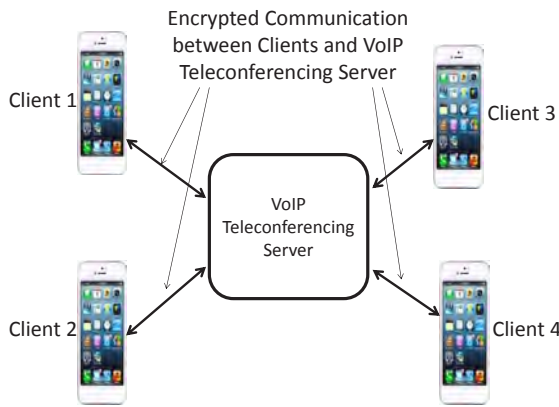 Encrypted Communication
between Clients and VoIP
Teleconferencing Server
Client 1
Client 3
VoIP
Teleconferencing
Server
Client 2
Client 4